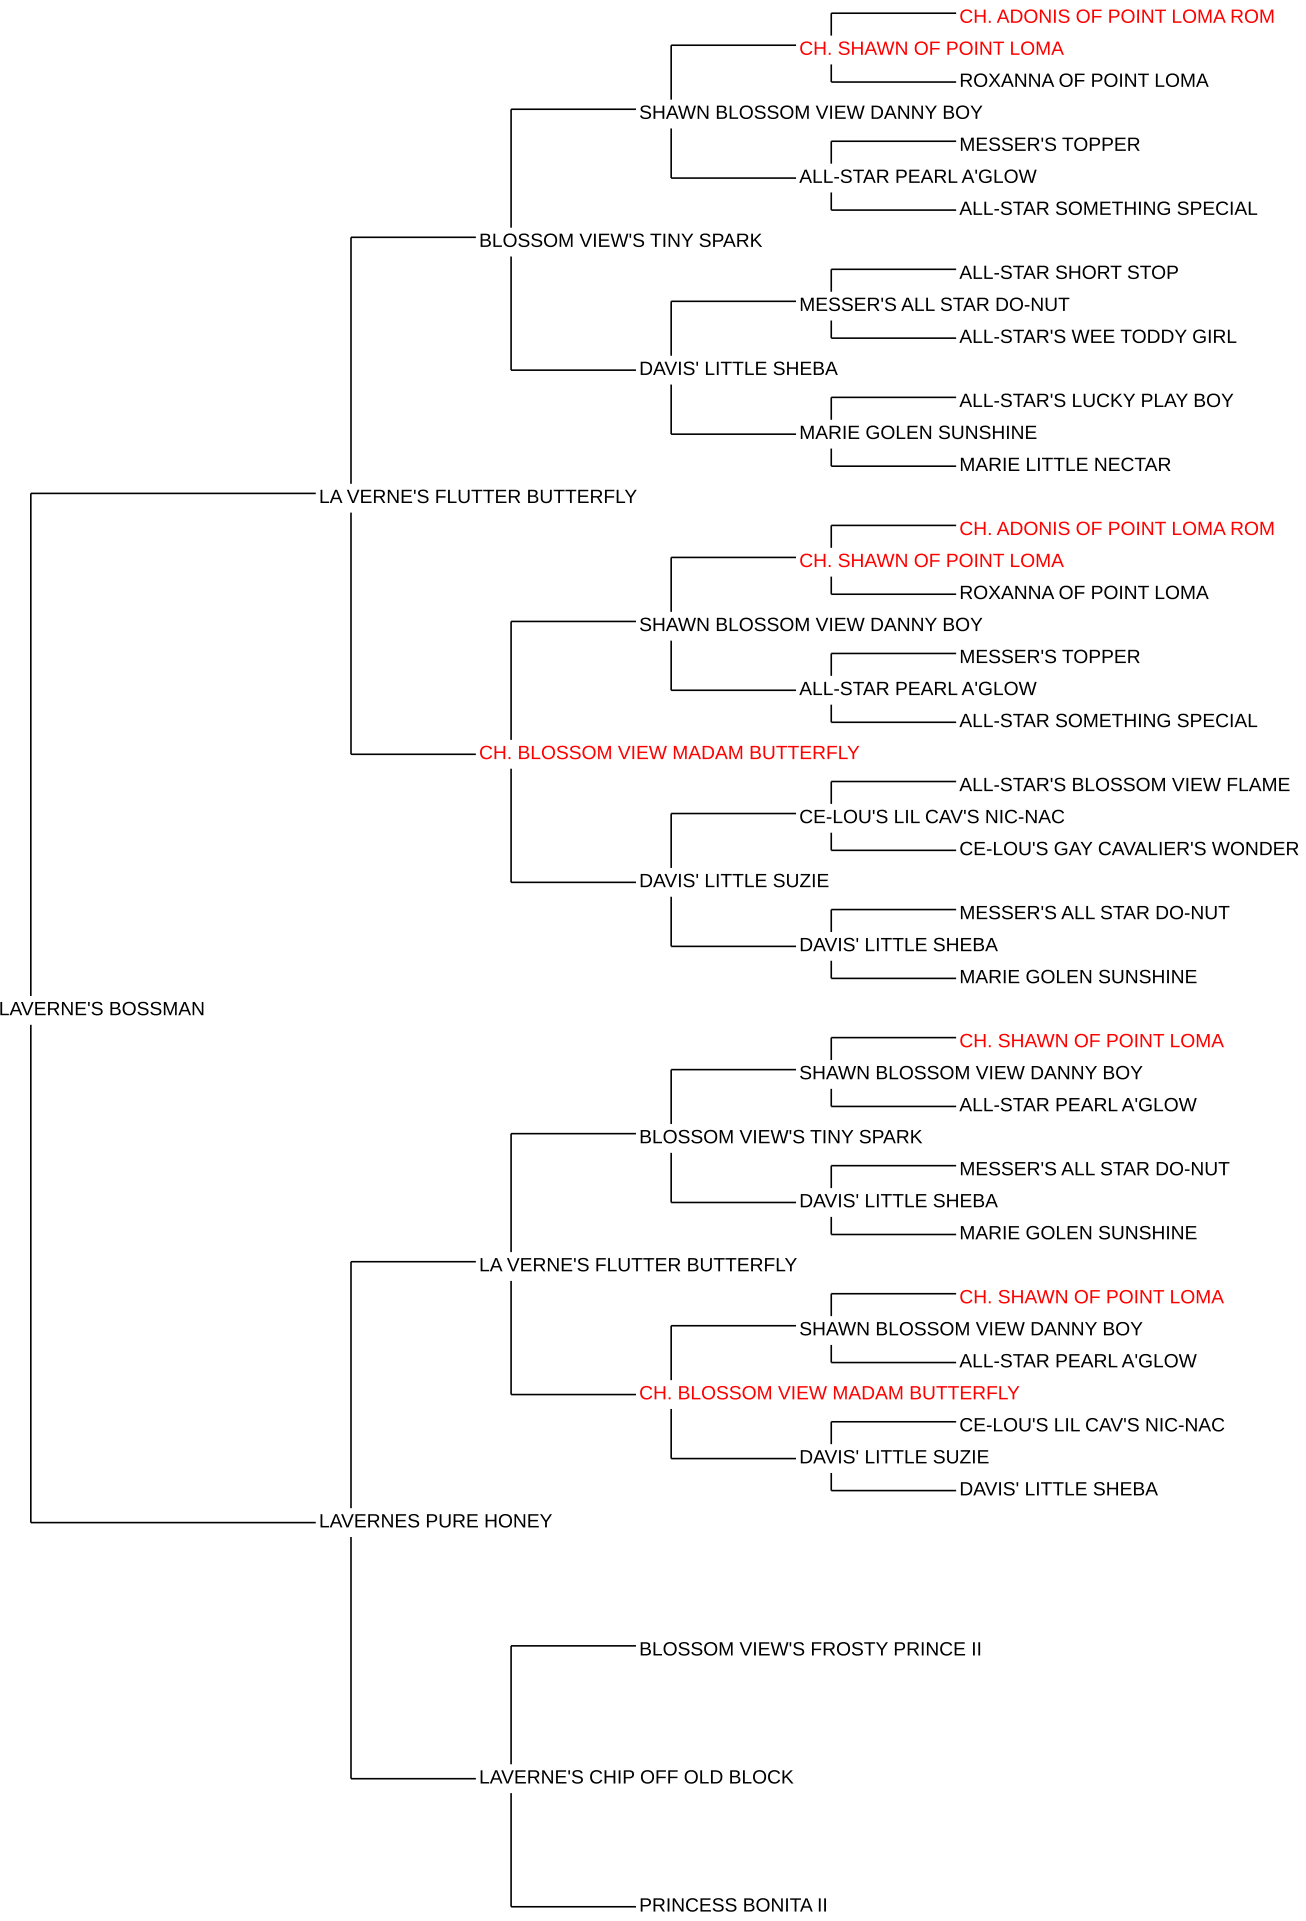 CH. ADONIS OF POINT LOMA ROM
CH. SHAWN OF POINT LOMA
ROXANNA OF POINT LOMA
SHAWN BLOSSOM VIEW DANNY BOY
MESSER'S TOPPER
ALL-STAR PEARL A'GLOW
ALL-STAR SOMETHING SPECIAL
BLOSSOM VIEW'S TINY SPARK
ALL-STAR SHORT STOP
MESSER'S ALL STAR DO-NUT
ALL-STAR'S WEE TODDY GIRL
DAVIS' LITTLE SHEBA
ALL-STAR'S LUCKY PLAY BOY
MARIE GOLEN SUNSHINE
MARIE LITTLE NECTAR
LA VERNE'S FLUTTER BUTTERFLY
CH. ADONIS OF POINT LOMA ROM
CH. SHAWN OF POINT LOMA
ROXANNA OF POINT LOMA
SHAWN BLOSSOM VIEW DANNY BOY
MESSER'S TOPPER
ALL-STAR PEARL A'GLOW
ALL-STAR SOMETHING SPECIAL
CH. BLOSSOM VIEW MADAM BUTTERFLY
ALL-STAR'S BLOSSOM VIEW FLAME
CE-LOU'S LIL CAV'S NIC-NAC
CE-LOU'S GAY CAVALIER'S WONDER
DAVIS' LITTLE SUZIE
MESSER'S ALL STAR DO-NUT
DAVIS' LITTLE SHEBA
MARIE GOLEN SUNSHINE
LAVERNE'S BOSSMAN
CH. SHAWN OF POINT LOMA
SHAWN BLOSSOM VIEW DANNY BOY
ALL-STAR PEARL A'GLOW
BLOSSOM VIEW'S TINY SPARK
MESSER'S ALL STAR DO-NUT
DAVIS' LITTLE SHEBA
MARIE GOLEN SUNSHINE
LA VERNE'S FLUTTER BUTTERFLY
CH. SHAWN OF POINT LOMA
SHAWN BLOSSOM VIEW DANNY BOY
ALL-STAR PEARL A'GLOW
CH. BLOSSOM VIEW MADAM BUTTERFLY
CE-LOU'S LIL CAV'S NIC-NAC
DAVIS' LITTLE SUZIE
DAVIS' LITTLE SHEBA
LAVERNES PURE HONEY
BLOSSOM VIEW'S FROSTY PRINCE II
LAVERNE'S CHIP OFF OLD BLOCK
PRINCESS BONITA II